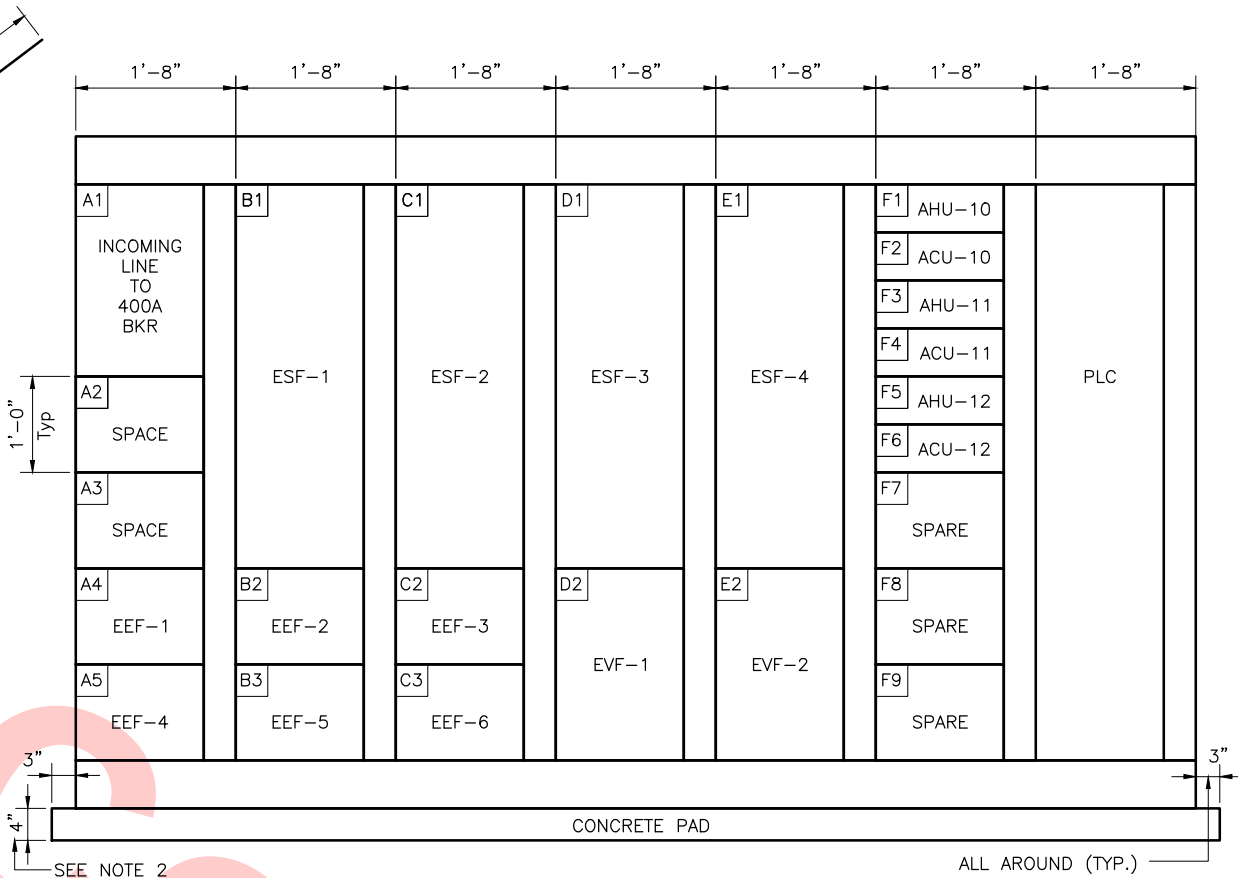 1'-8" 1'-8" 1'-8" 1'-8" 1'-8" 1'-8" 1'-8"
A1
INCOMING
LINE
TO
400A
BKR
A2
SPACE
1'-0"
Typ
A3
SPACE
A4
EEF-1
A5
EEF-4
B1
ESF-1
B2
EEF-2
B3
EEF-5
C1
ESF-2
C2
EEF-3
C3
EEF-6
D1
ESF-3
D2
EVF-1
E1
ESF-4
E2
EVF-2
F1 AHU-10
F2 ACU-10
F3 AHU-11
F4 ACU-11
F5 AHU-12
F6 ACU-12
F7
SPARE
F8
SPARE
F9
SPARE
PLC
3"
3"
4"
CONCRETE PAD
SEE NOTE 2
ALL AROUND (TYP.)